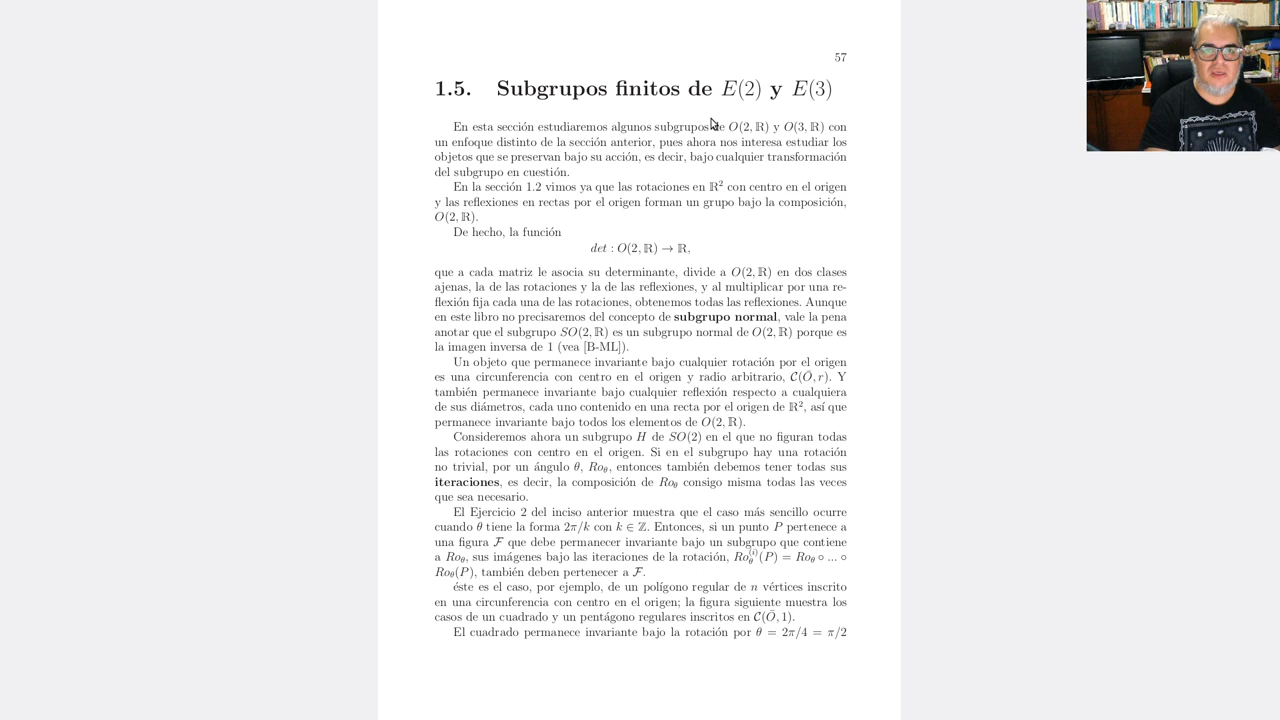 57
1.5. Subgrupos finitos de E(2) y E(3)
En esta sección estudiaremos algunos subgrupos de O(2, ℝ) y O(3, ℝ) con
un enfoque distinto de la sección anterior, pues ahora nos interesa estudiar los
objetos que se preservan bajo su acción, es decir, bajo cualquier transformación
del subgrupo en cuestión.
En la sección 1.2 vimos ya que las rotaciones en ℝ² con centro en el origen
y las reflexiones en rectas por el origen forman un grupo bajo la composición,
O(2, ℝ).
De hecho, la función
det : O(2, ℝ) → ℝ,
que a cada matriz le asocia su determinante, divide a O(2, ℝ) en dos clases
ajenas, la de las rotaciones y la de las reflexiones, y al multiplicar por una re-
flexión fija cada una de las rotaciones, obtenemos todas las reflexiones. Aunque
en este libro no precisaremos del concepto de subgrupo normal, vale la pena
anotar que el subgrupo SO(2, ℝ) es un subgrupo normal de O(2, ℝ) porque es
la imagen inversa de 1 (vea [B-ML]).
Un objeto que permanece invariante bajo cualquier rotación por el origen
es una circunferencia con centro en el origen y radio arbitrario, 𝒞(Ō, r). Y
también permanece invariante bajo cualquier reflexión respecto a cualquiera
de sus diámetros, cada uno contenido en una recta por el origen de ℝ², así que
permanece invariante bajo todos los elementos de O(2, ℝ).
Consideremos ahora un subgrupo H de SO(2) en el que no figuran todas
las rotaciones con centro en el origen. Si en el subgrupo hay una rotación
no trivial, por un ángulo θ, Ro_θ, entonces también debemos tener todas sus
iteraciones, es decir, la composición de Ro_θ consigo misma todas las veces
que sea necesario.
El Ejercicio 2 del inciso anterior muestra que el caso más sencillo ocurre
cuando θ tiene la forma 2π/k con k ∈ ℤ. Entonces, si un punto P pertenece a
una figura ℱ que debe permanecer invariante bajo un subgrupo que contiene
a Ro_θ, sus imágenes bajo las iteraciones de la rotación, Ro_θ^(i)(P) = Ro_θ ∘ ... ∘
Ro_θ(P), también deben pertenecer a ℱ.
éste es el caso, por ejemplo, de un polígono regular de n vértices inscrito
en una circunferencia con centro en el origen; la figura siguiente muestra los
casos de un cuadrado y un pentágono regulares inscritos en 𝒞(Ō, 1).
El cuadrado permanece invariante bajo la rotación por θ = 2π/4 = π/2